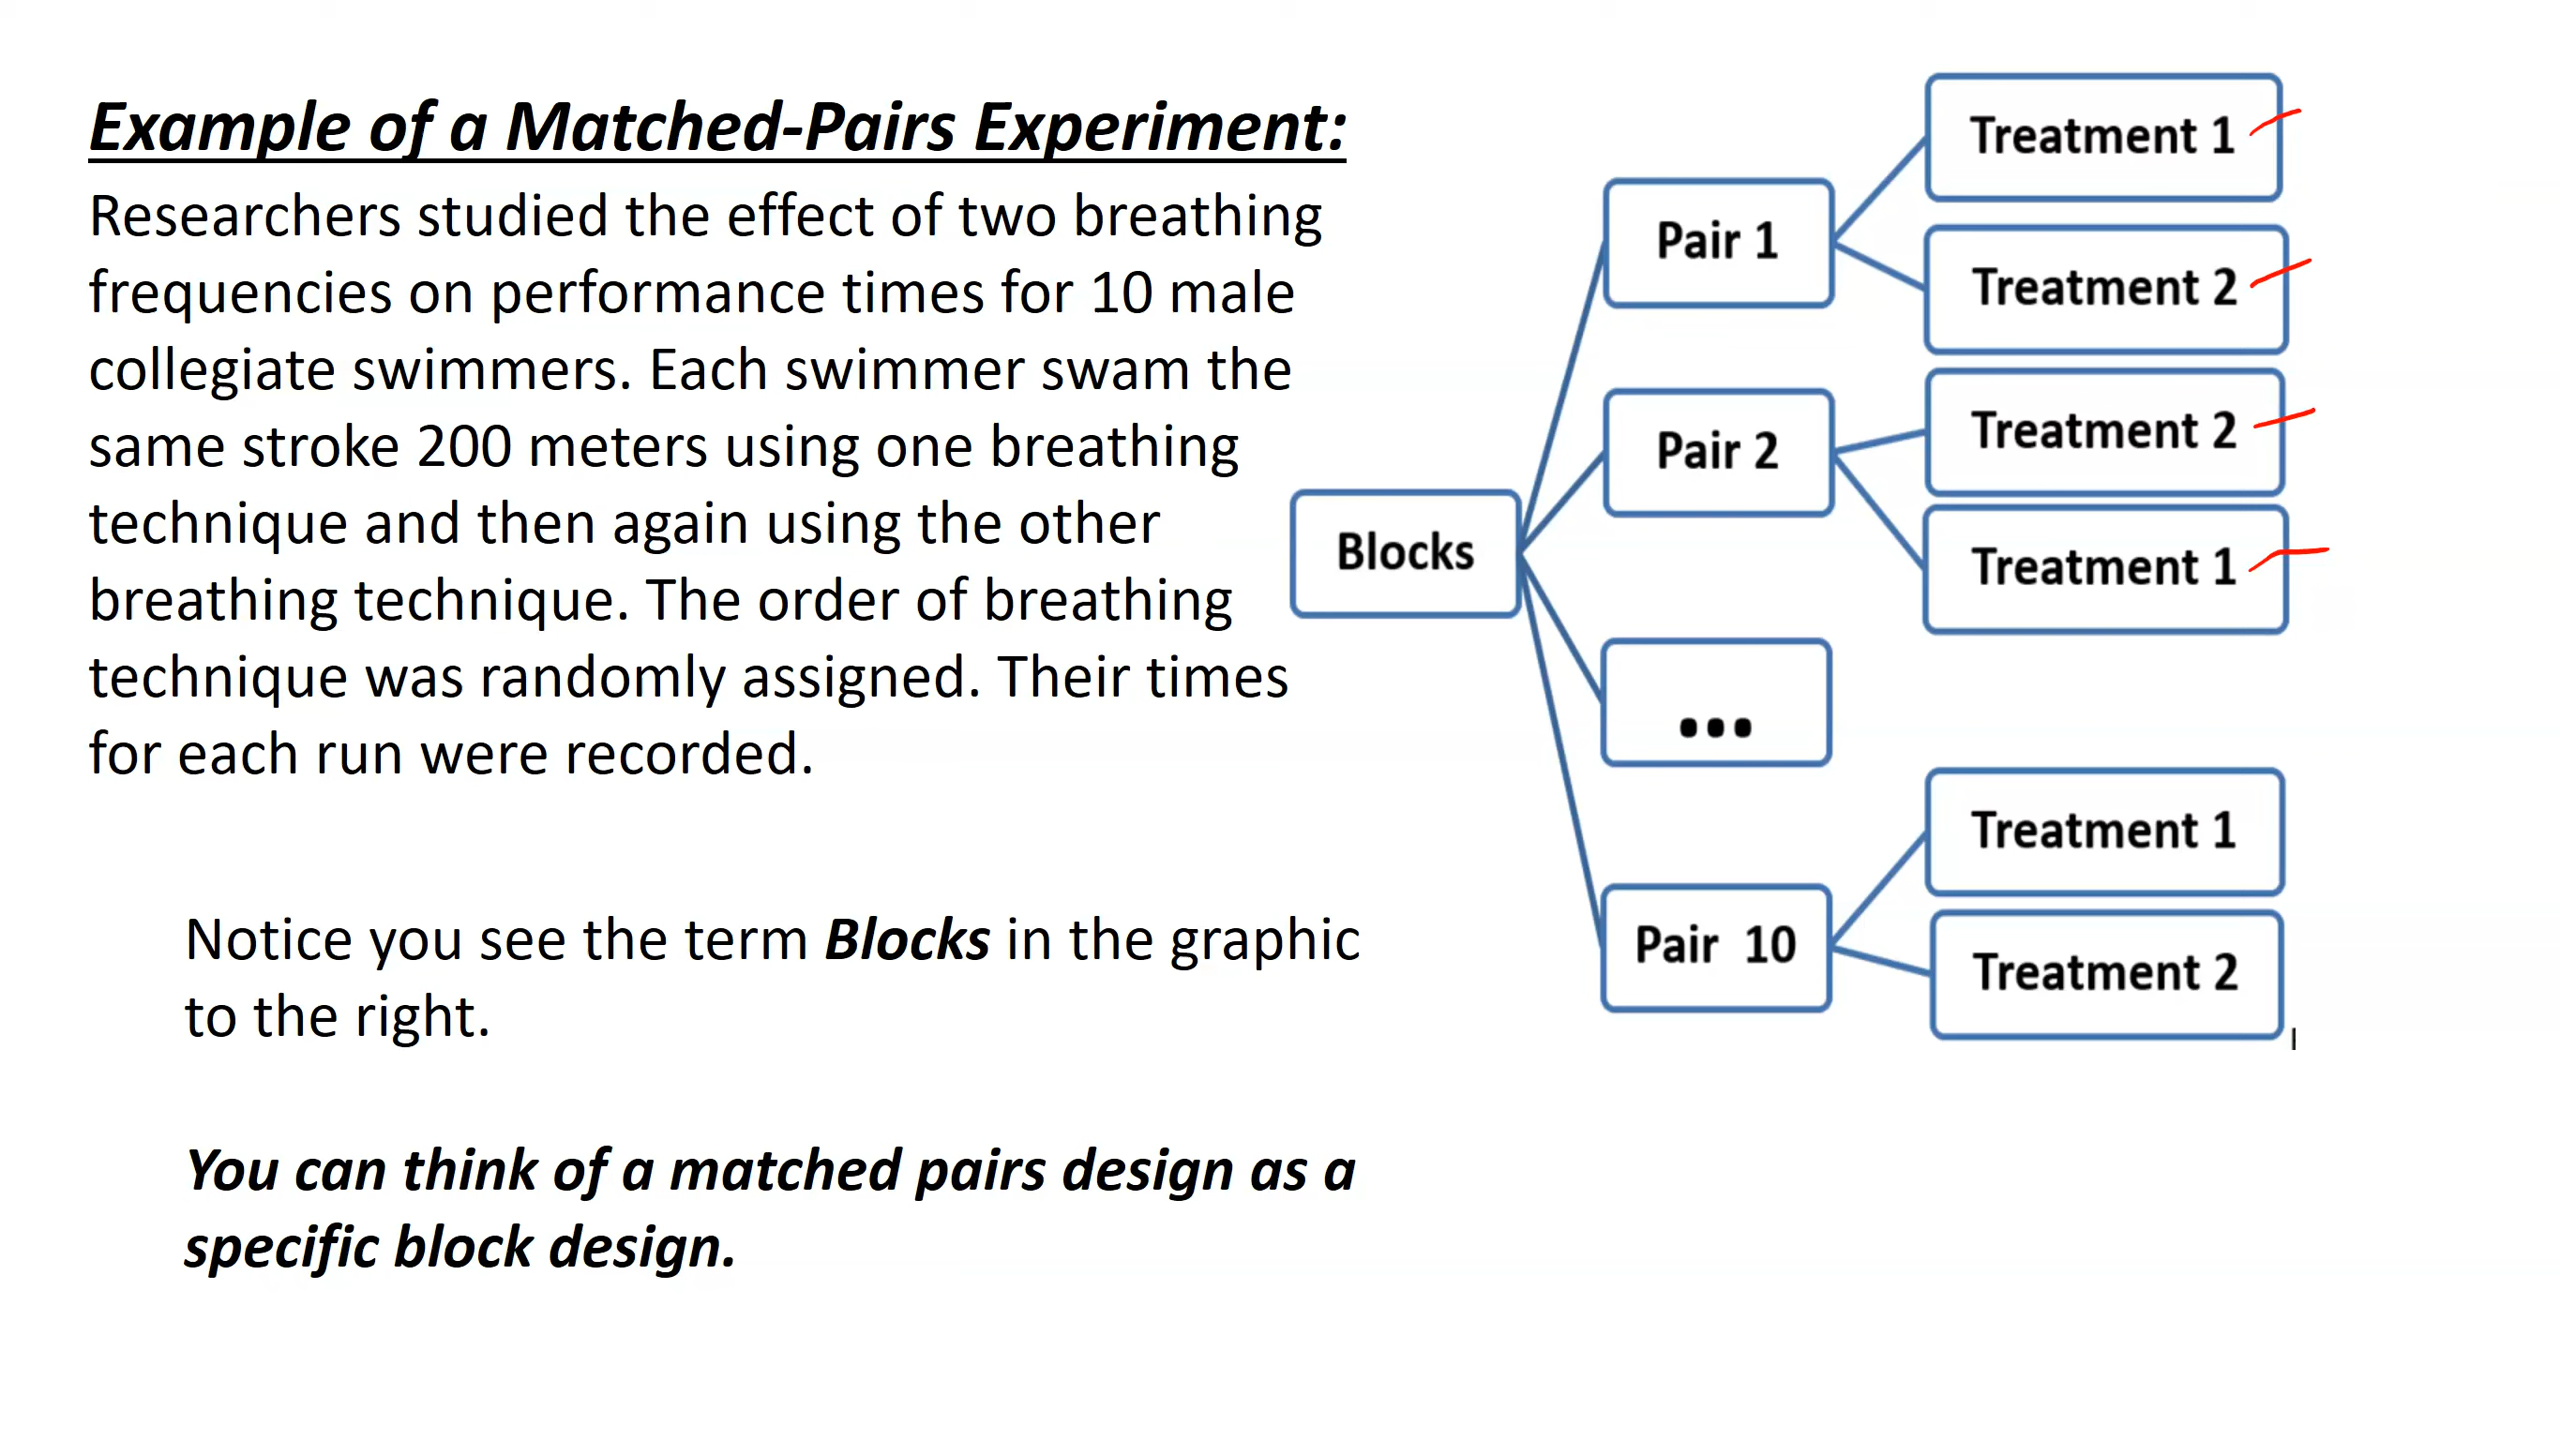 Example of a Matched-Pairs Experiment:
Researchers studied the effect of two breathing
frequencies on performance times for 10 male
collegiate swimmers. Each swimmer swam the
same stroke 200 meters using one breathing
technique and then again using the other
breathing technique. The order of breathing
technique was randomly assigned. Their times
for each run were recorded.
Notice you see the term Blocks in the graphic
to the right.
You can think of a matched pairs design as a
specific block design.
Blocks
Pair 1
Treatment 1
Treatment 2
Pair 2
Treatment 2
Treatment 1
...
Pair 10
Treatment 1
Treatment 2